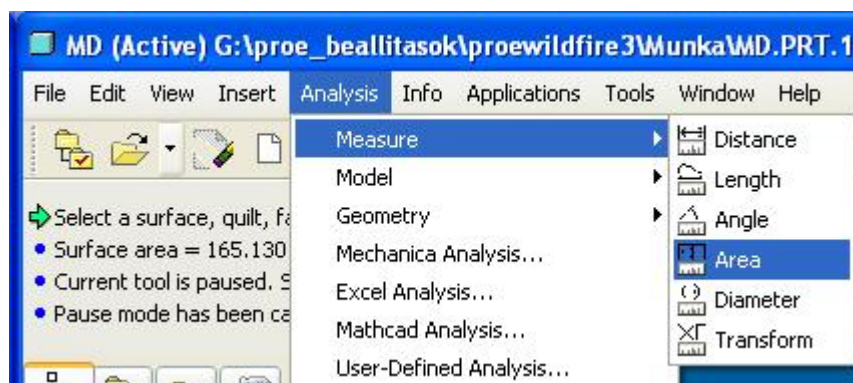 MD (Active) G:\proe_beallitasok\proewildfire3\Munka\MD.PRT.1
File Edit View Insert Analysis Info Applications Tools Window Help
Measure
Model
Geometry
Mechanica Analysis...
Excel Analysis...
Mathcad Analysis...
User-Defined Analysis...
Distance
Length
Angle
Area
Diameter
Transform
Select a surface, quilt, fa
Surface area = 165.130
Current tool is paused. S
Pause mode has been ca